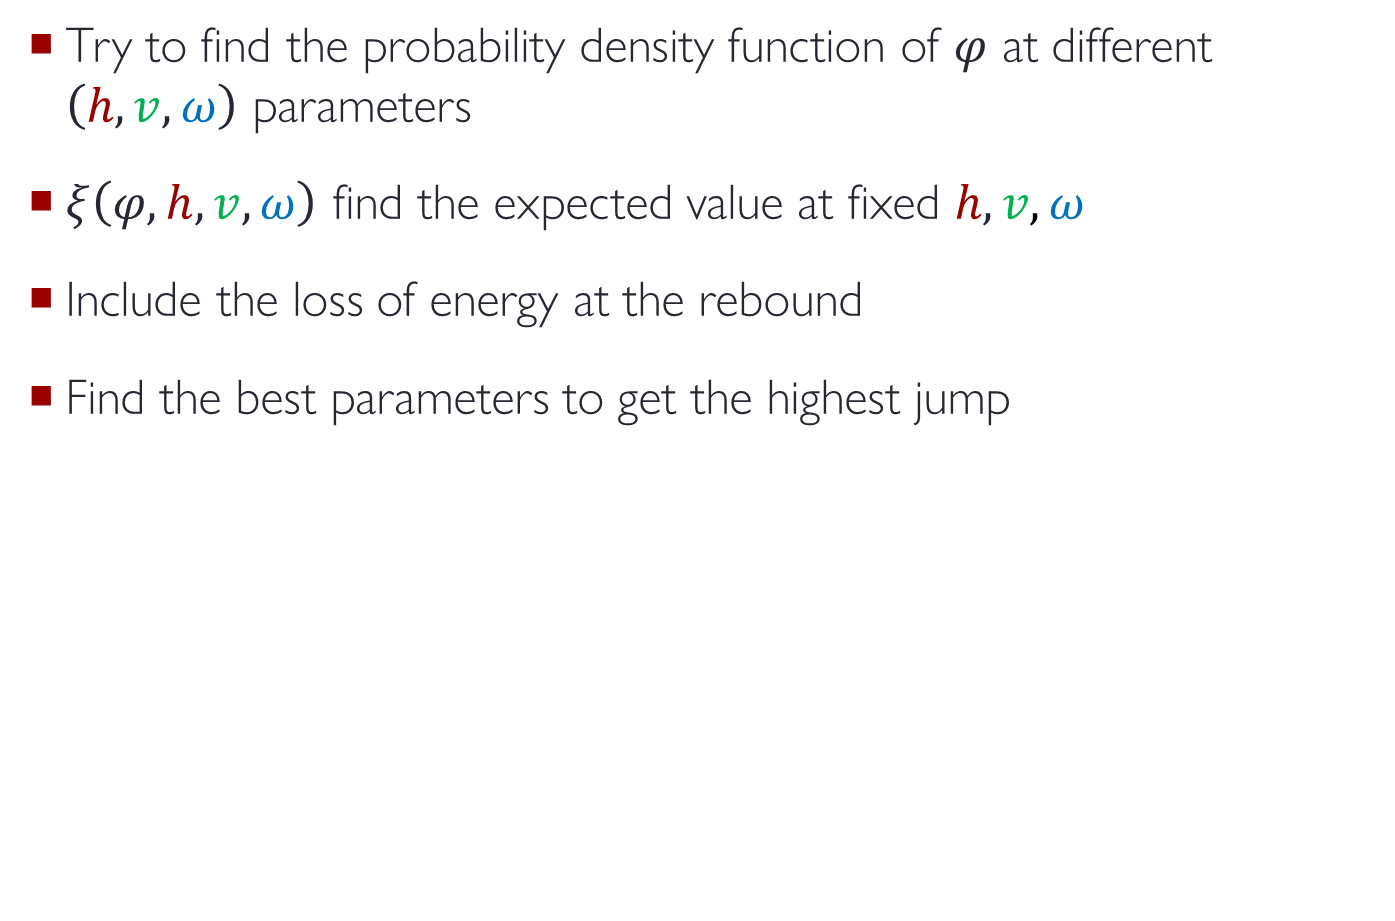 ▪ Try to find the probability density function of φ at different
(h, v, ω) parameters
▪ ξ(φ, h, v, ω) find the expected value at fixed h, v, ω
▪ Include the loss of energy at the rebound
▪ Find the best parameters to get the highest jump